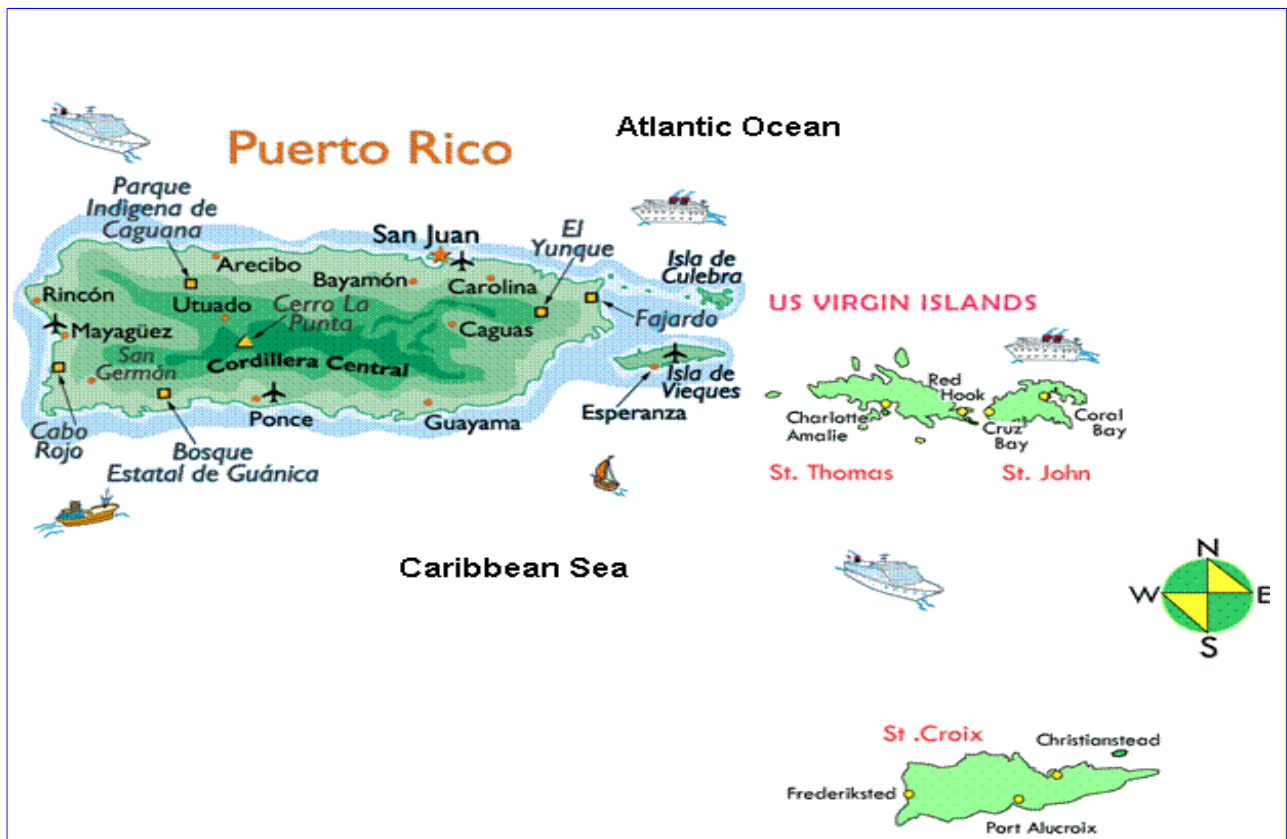 Atlantic Ocean
Puerto Rico
Parque
Indígena de
Caguana
San Juan
El
Yunque
Isla de
Culebra
Arecibo
Bayamón
Carolina
Rincón
Utuado
Cerro La
Punta
Caguas
Fajardo
Mayagüez
San
Germán
Cordillera Central
Isla de
Vieques
Esperanza
Ponce
Guayama
Cabo
Rojo
Bosque
Estatal de Guánica
US VIRGIN ISLANDS
Red
Hook
Charlotte
Amalie
Cruz
Bay
Coral
Bay
St. Thomas
St. John
Caribbean Sea
N
W
E
S
St .Croix
Christianstead
Frederiksted
Port Alucroix